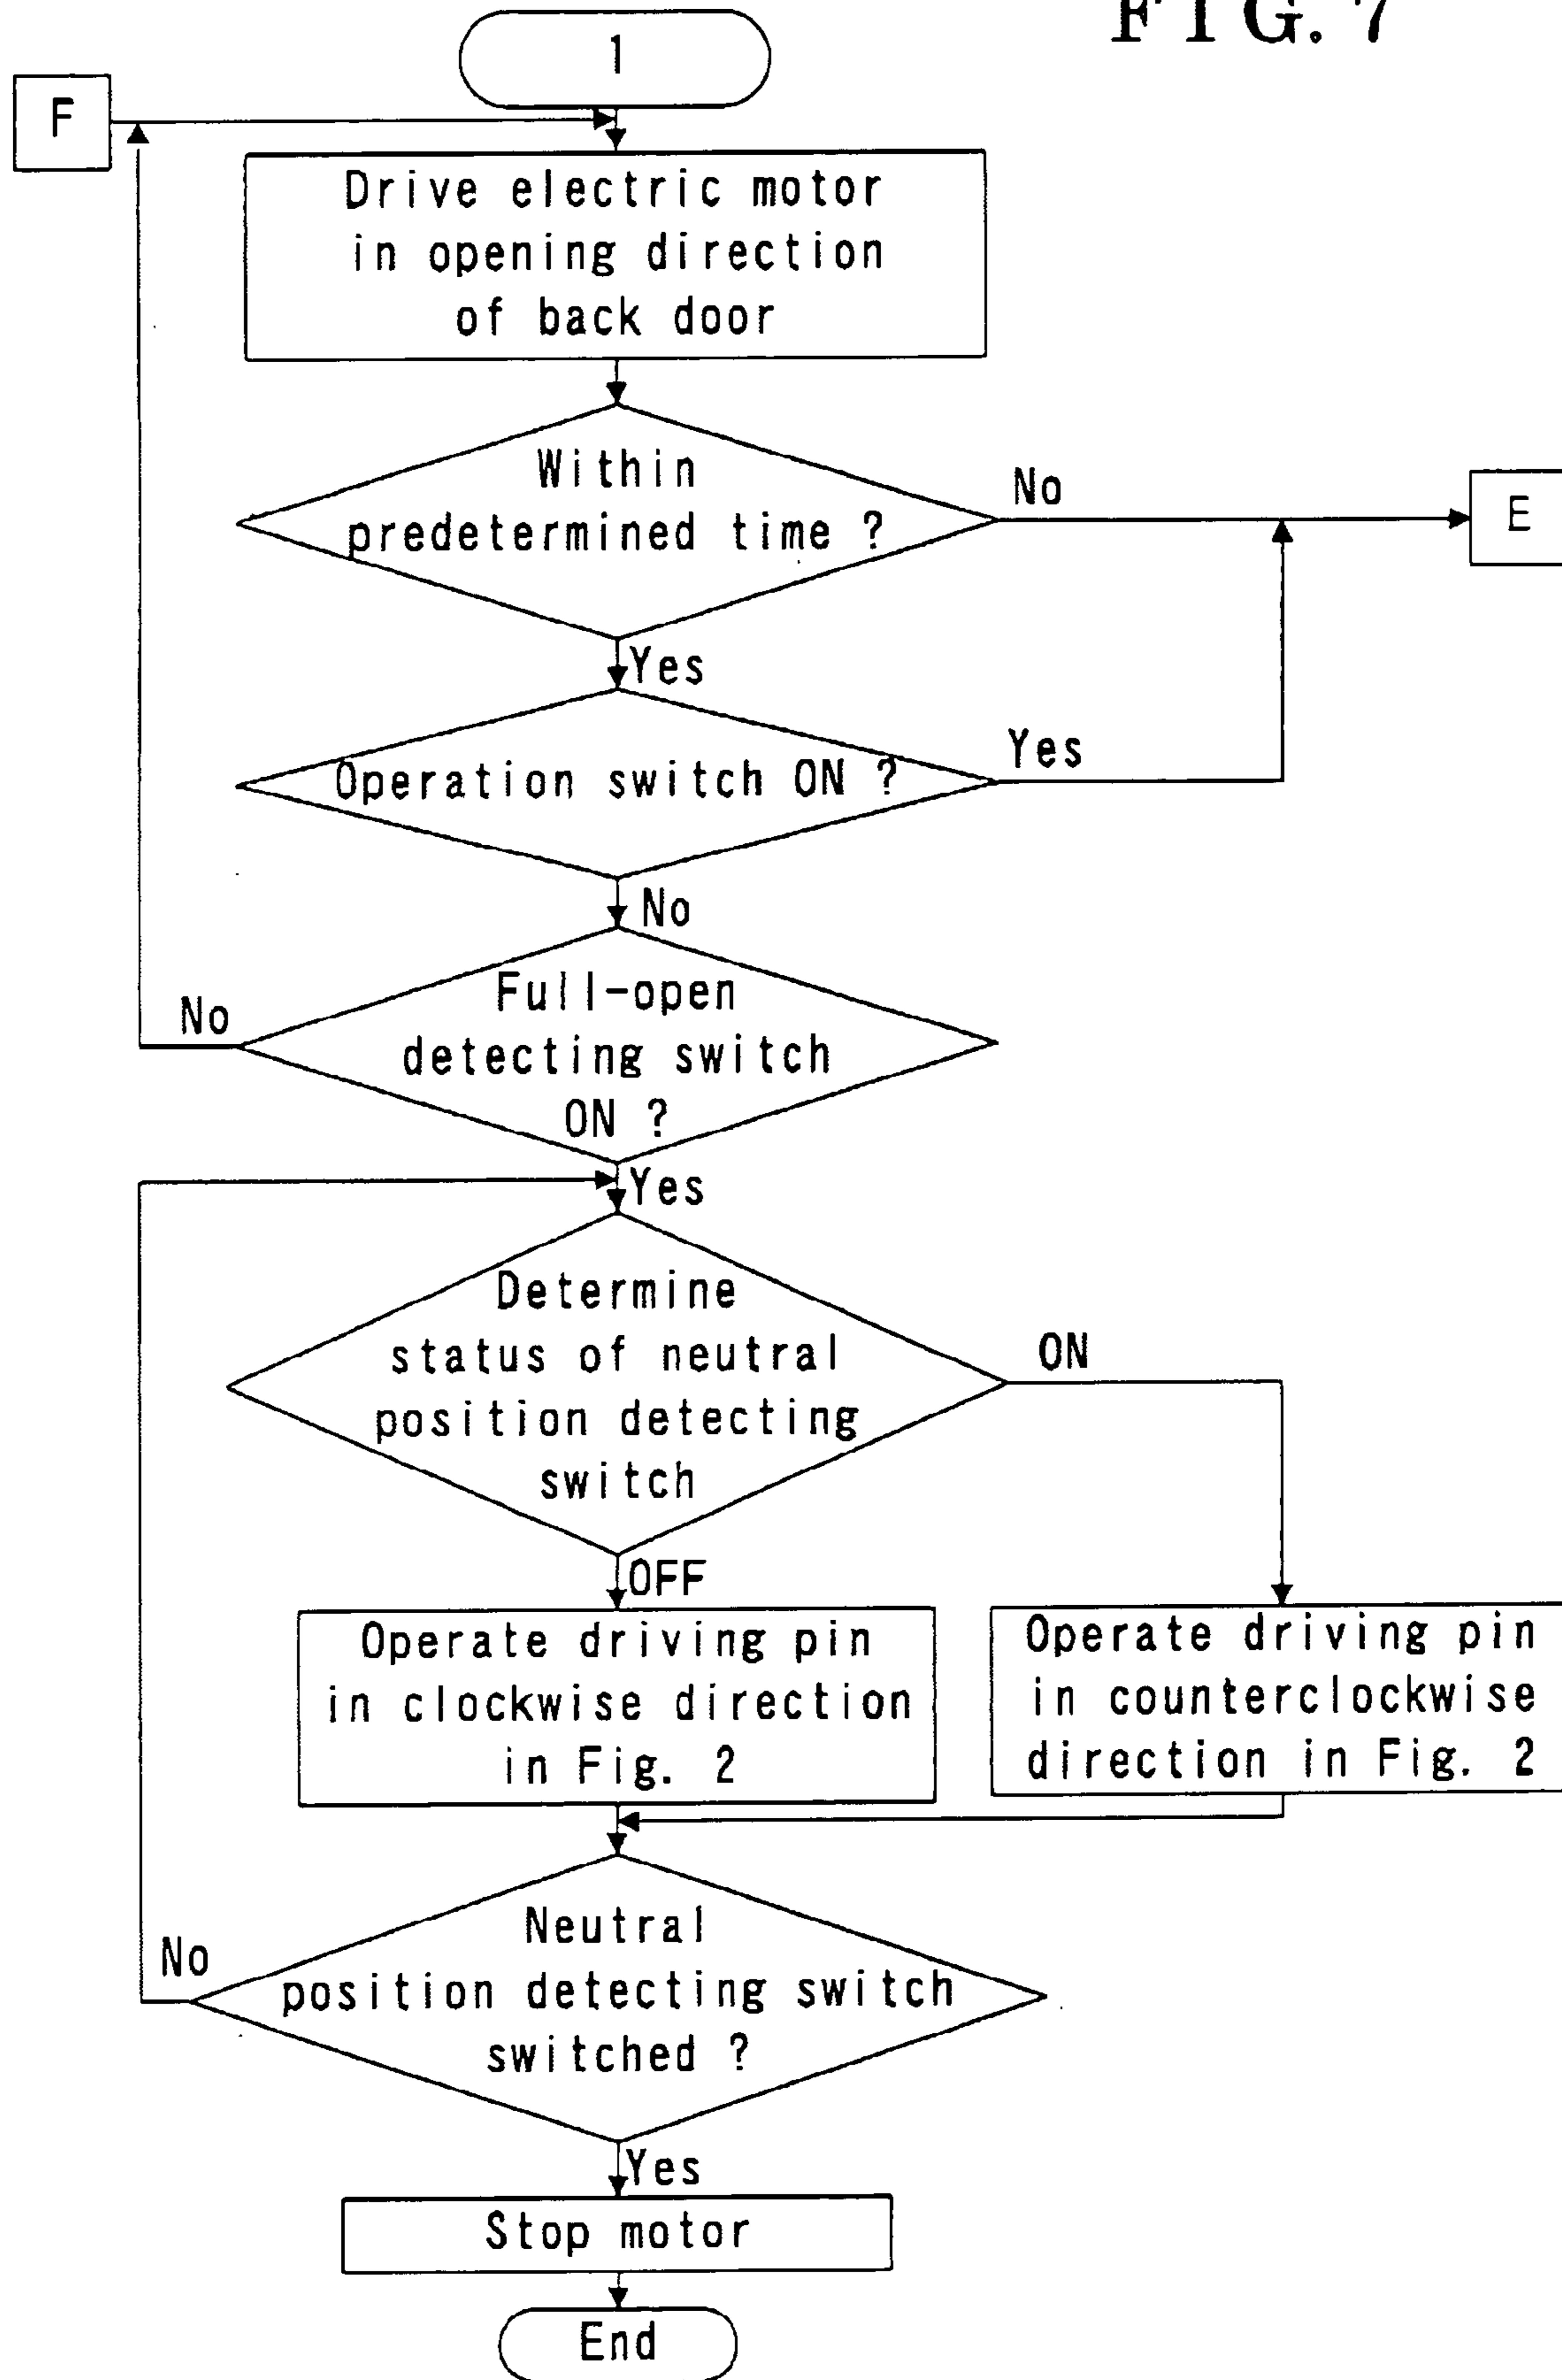 FIG. 7
1
F
Drive electric motor
in opening direction
of back door
Within
predetermined time ?
No
E
Yes
Operation switch ON ?
Yes
No
Full-open
detecting switch
ON ?
No
Yes
Determine
status of neutral
position detecting
switch
ON
OFF
Operate driving pin
in clockwise direction
in Fig. 2
Operate driving pin
in counterclockwise
direction in Fig. 2
Neutral
position detecting switch
switched ?
No
Yes
Stop motor
End